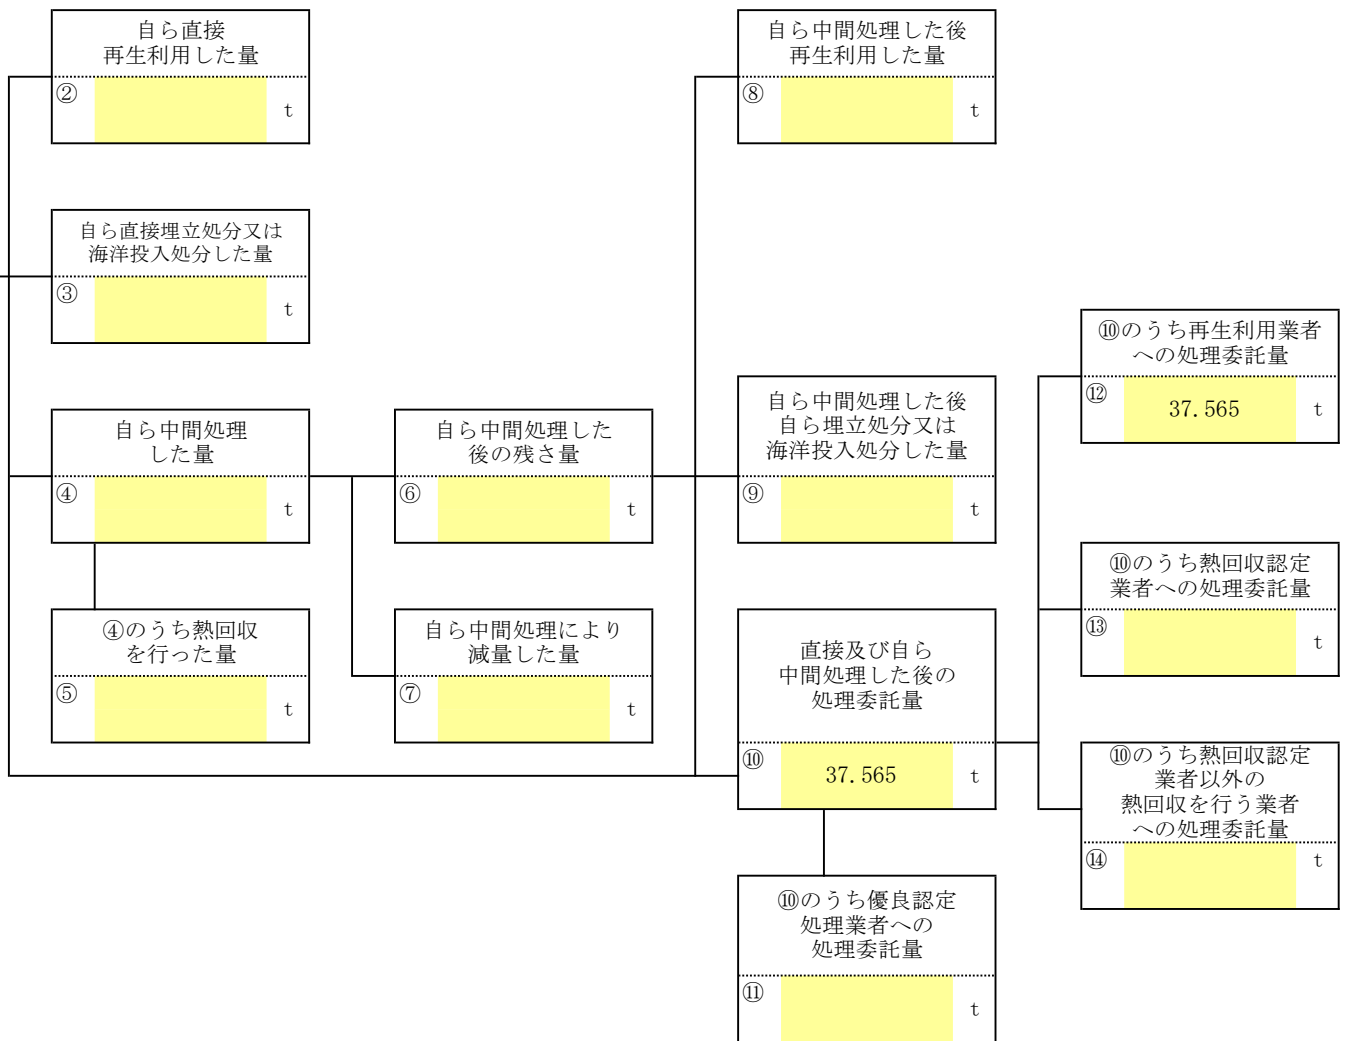 自ら直接
再生利用した量
②
t
自ら中間処理した後
再生利用した量
⑧
t
自ら直接埋立処分又は
海洋投入処分した量
③
t
⑩のうち再生利用業者
への処理委託量
⑫
37.565
t
自ら中間処理
した量
④
t
自ら中間処理した
後の残さ量
⑥
t
自ら中間処理した後
自ら埋立処分又は
海洋投入処分した量
⑨
t
⑩のうち熱回収認定
業者への処理委託量
⑬
t
④のうち熱回収
を行った量
⑤
t
自ら中間処理により
減量した量
⑦
t
直接及び自ら
中間処理した後の
処理委託量
⑩
37.565
t
⑩のうち熱回収認定
業者以外の
熱回収を行う業者
への処理委託量
⑭
t
⑩のうち優良認定
処理業者への
処理委託量
⑪
t